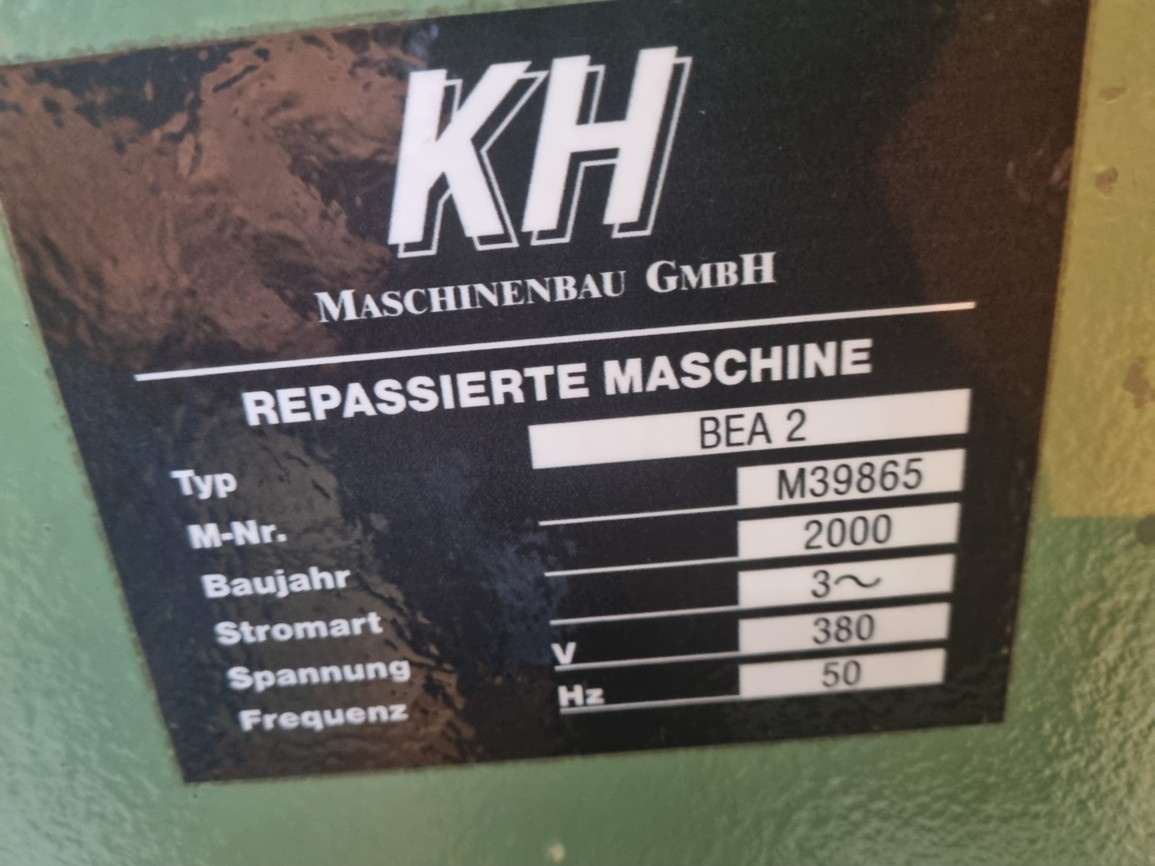 KH
MASCHINENBAU GMBH
REPASSIERTE MASCHINE
Typ BEA 2
M-Nr. M39865
Baujahr 2000
Stromart 3~
Spannung V 380
Frequenz Hz 50